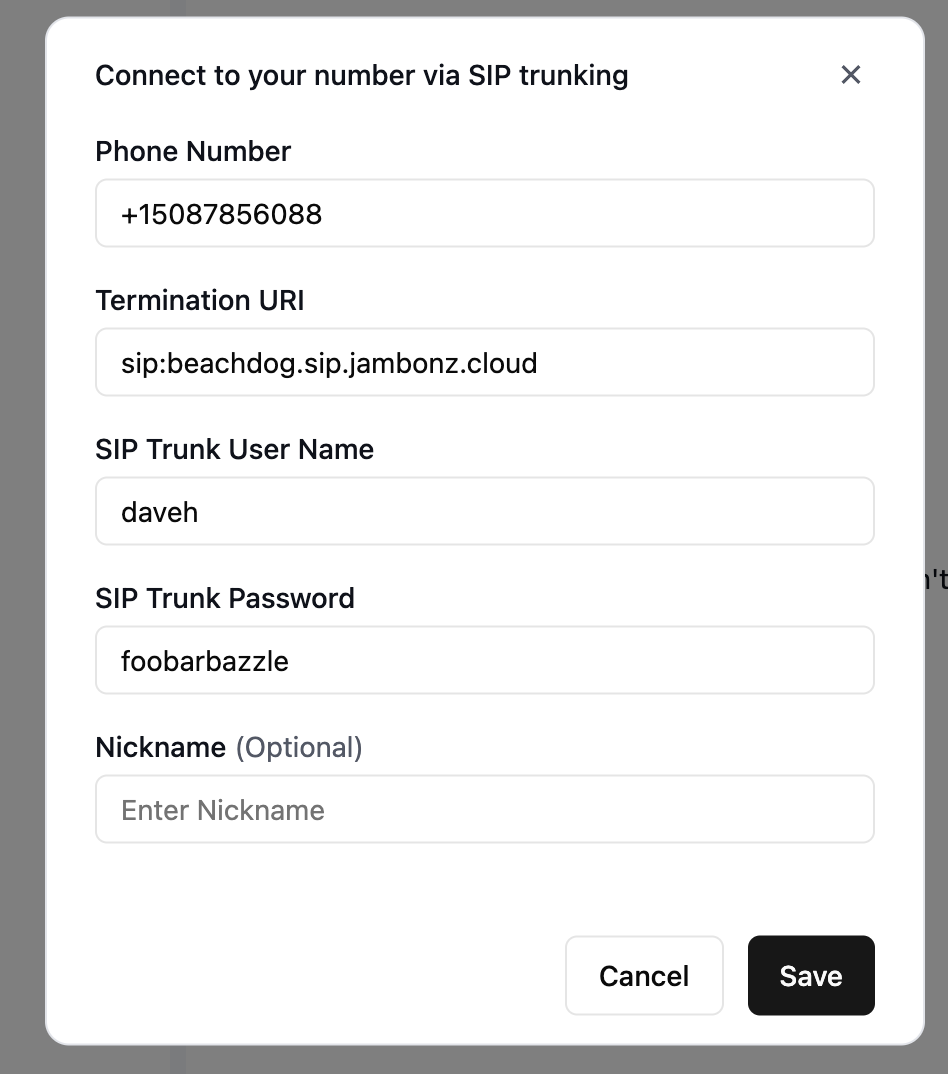 Connect to your number via SIP trunking
Phone Number
+15087856088
Termination URI
sip:beachdog.sip.jambonz.cloud
SIP Trunk User Name
daveh
n't
SIP Trunk Password
foobarbazzle
Nickname (Optional)
Enter Nickname
Cancel
Save